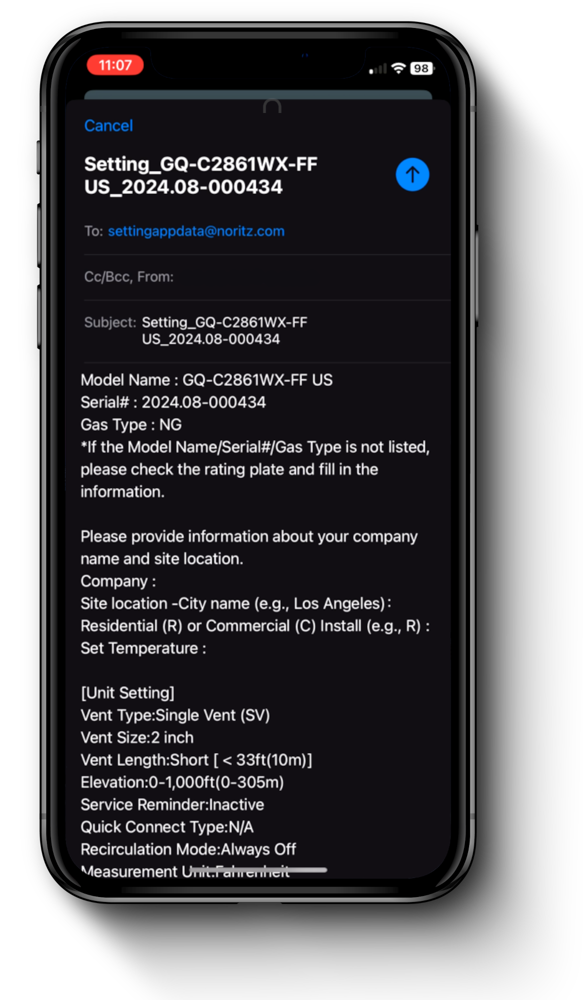 11:07
98
Cancel
Setting_GQ-C2861WX-FF
US_2024.08-000434
To: settingappdata@noritz.com
Cc/Bcc, From:
Subject: Setting_GQ-C2861WX-FF
US_2024.08-000434
Model Name : GQ-C2861WX-FF US
Serial# : 2024.08-000434
Gas Type : NG
*If the Model Name/Serial#/Gas Type is not listed,
please check the rating plate and fill in the
information.
Please provide information about your company
name and site location.
Company :
Site location -City name (e.g., Los Angeles):
Residential (R) or Commercial (C) Install (e.g., R) :
Set Temperature :
[Unit Setting]
Vent Type:Single Vent (SV)
Vent Size:2 inch
Vent Length:Short [ < 33ft(10m)]
Elevation:0-1,000ft(0-305m)
Service Reminder:Inactive
Quick Connect Type:N/A
Recirculation Mode:Always Off
Measurement Unit:Fahrenheit